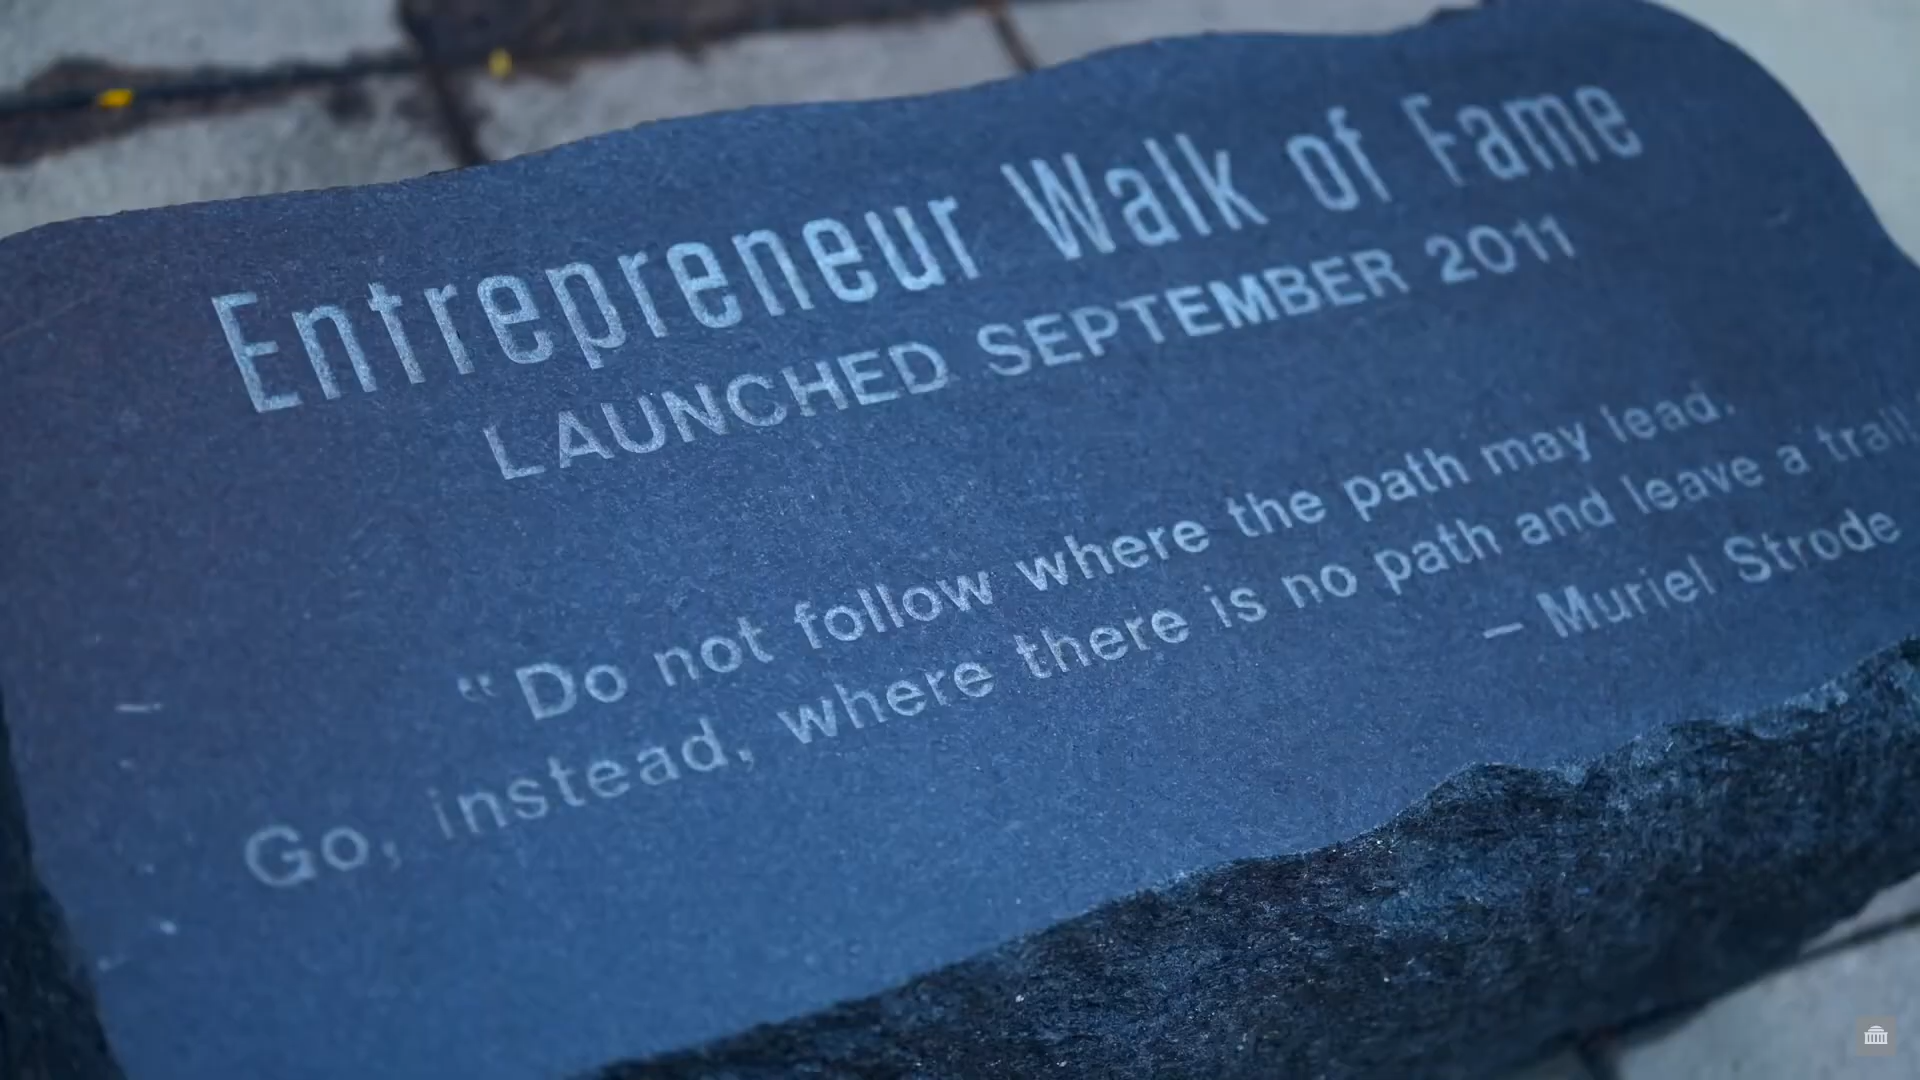 Entrepreneur Walk of Fame
LAUNCHED SEPTEMBER 2011
“Do not follow where the path may lead.
Go, instead, where there is no path and leave a trail
– Muriel Strode